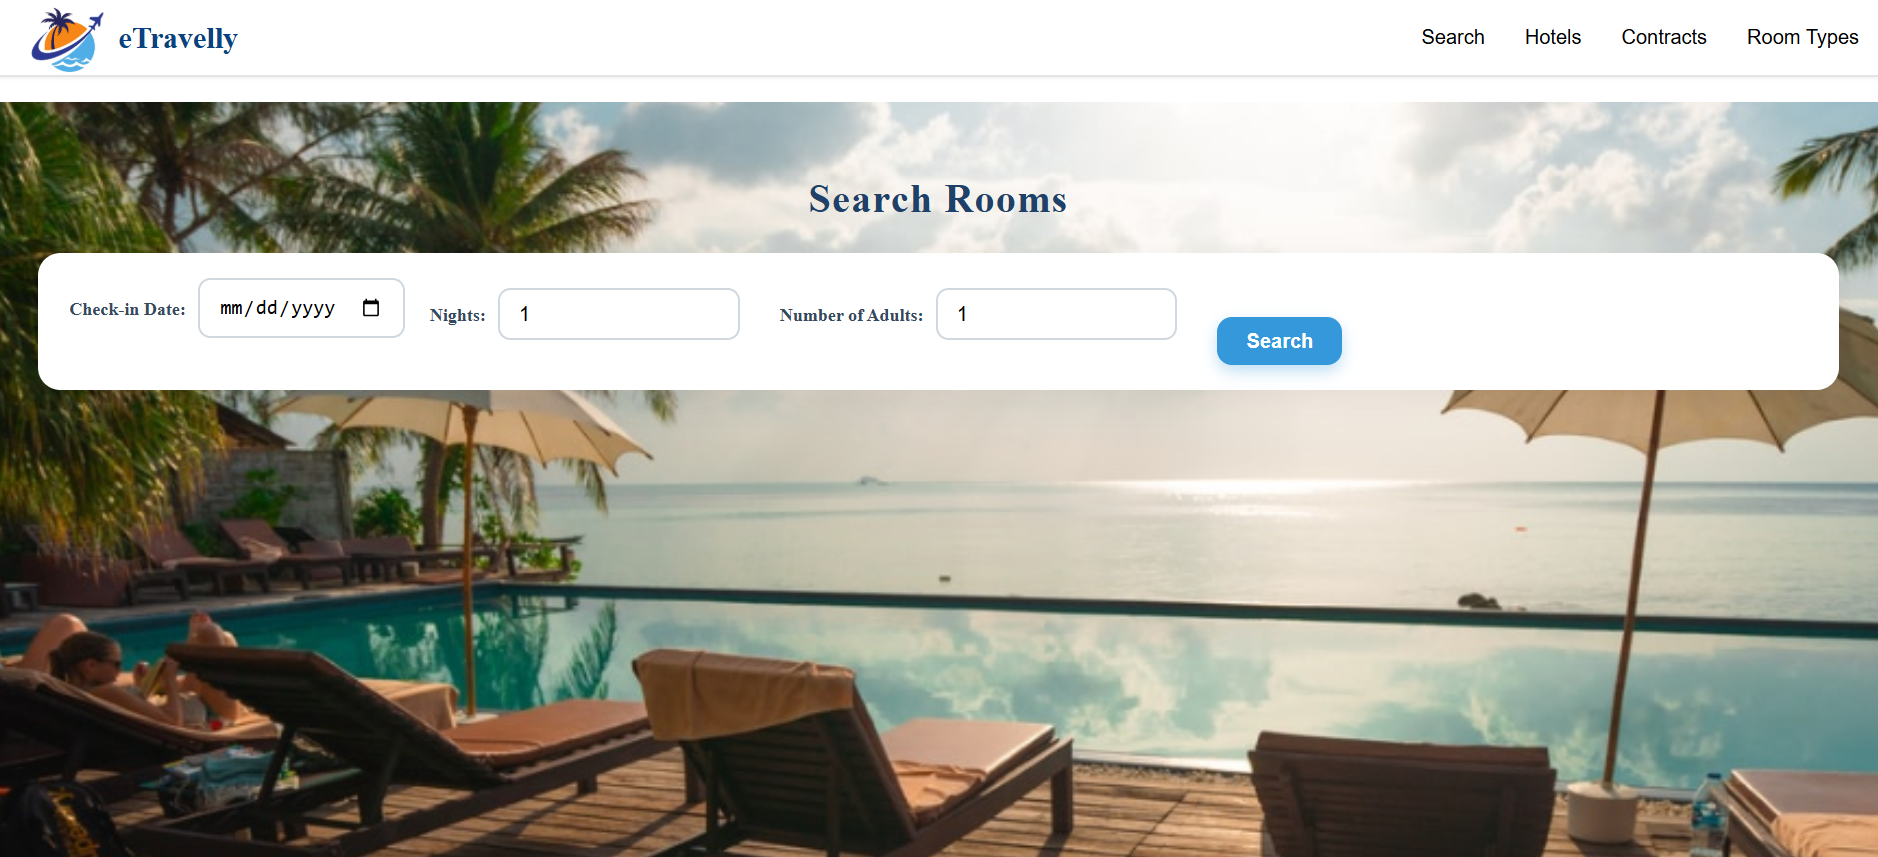 eTravelly
Search Hotels Contracts Room Types
Search Rooms
Check-in Date: mm/dd/yyyy Nights: 1 Number of Adults: 1 Search